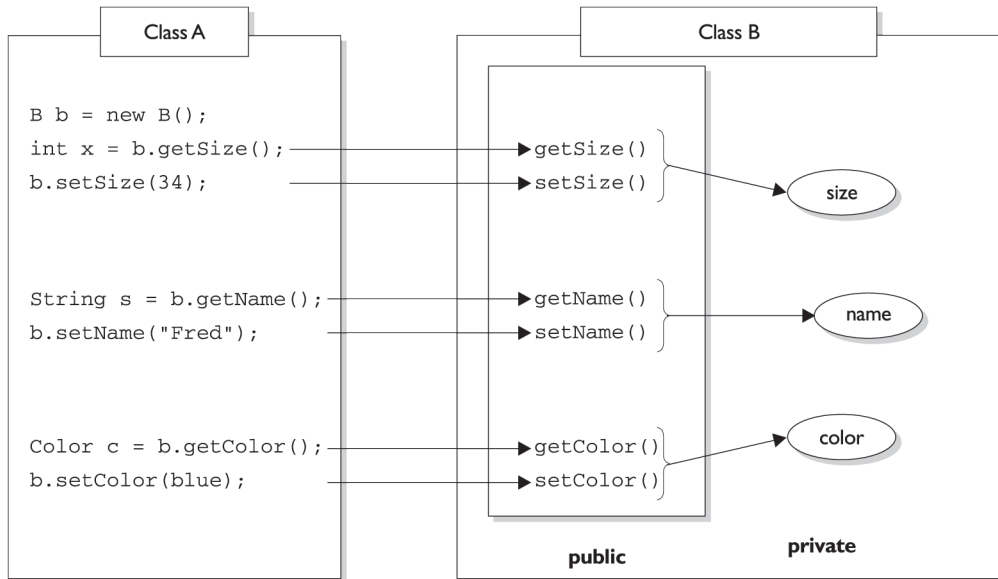 Class A
B b = new B();
int x = b.getSize();
b.setSize(34);
String s = b.getName();
b.setName("Fred");
Color c = b.getColor();
b.setColor(blue);
Class B
getSize()
setSize()
getName()
setName()
getColor()
setColor()
public
size
name
color
private